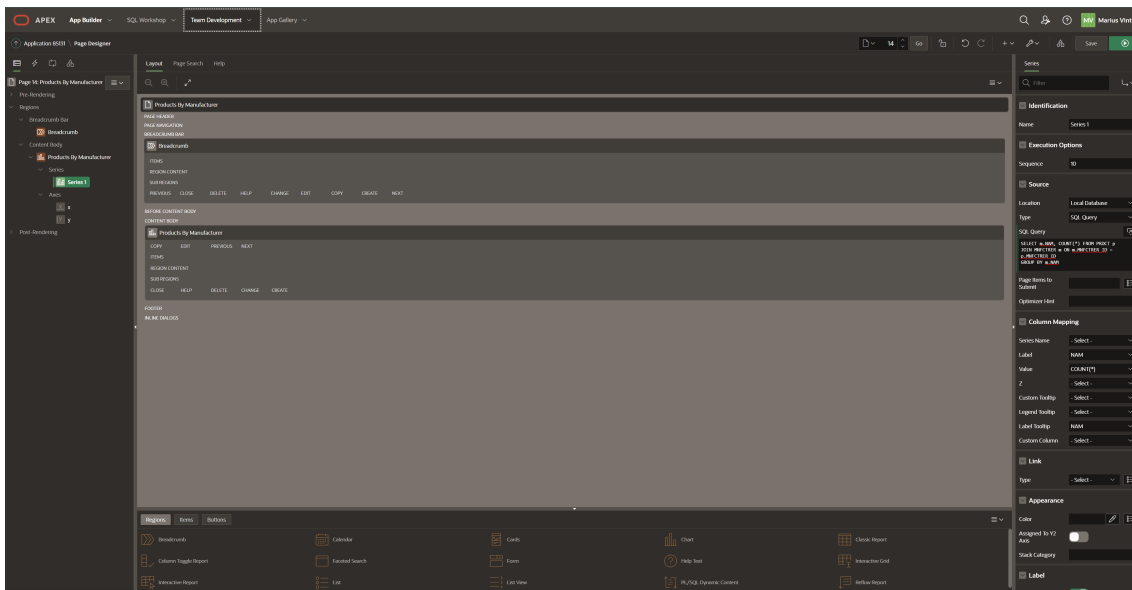 APEX App Builder SQL Workshop Team Development App Gallery MV Marius Vint
Application 85131 \ Page Designer 14 Go Save
Layout Page Search Help Series
Page 14: Products By Manufacturer
Pre-Rendering
Regions
Breadcrumb Bar
Breadcrumb
Content Body
Products By Manufacturer
Series
Series 1
Axes
x
y
Post-Rendering
Products By Manufacturer
PAGE HEADER
PAGE NAVIGATION
BREADCRUMB BAR
Breadcrumb
ITEMS
REGION CONTENT
SUB REGIONS
PREVIOUS CLOSE DELETE HELP CHANGE EDIT COPY CREATE NEXT
BEFORE CONTENT BODY
CONTENT BODY
Products By Manufacturer
COPY EDIT PREVIOUS NEXT
ITEMS
REGION CONTENT
SUB REGIONS
CLOSE HELP DELETE CHANGE CREATE
FOOTER
INLINE DIALOGS
Regions Items Buttons
Breadcrumb Calendar Cards Chart Classic Report
Column Toggle Report Faceted Search Form Help Text Interactive Grid
Interactive Report List List View PL/SQL Dynamic Content Reflow Report
Filter
Identification
Name Series 1
Execution Options
Sequence 10
Source
Location Local Database
Type SQL Query
SQL Query
SELECT m.NAM, COUNT(*) FROM PRDCT p
JOIN MNFCTRER m ON m.MNFCTRER_ID =
p.MNFCTRER_ID
GROUP BY m.NAM
Page Items to
Submit
Optimizer Hint
Column Mapping
Series Name - Select -
Label NAM
Value COUNT(*)
Z - Select -
Custom Tooltip - Select -
Legend Tooltip - Select -
Label Tooltip NAM
Custom Column - Select -
Link
Type - Select -
Appearance
Color
Assigned To Y2
Axis
Stack Category
Label